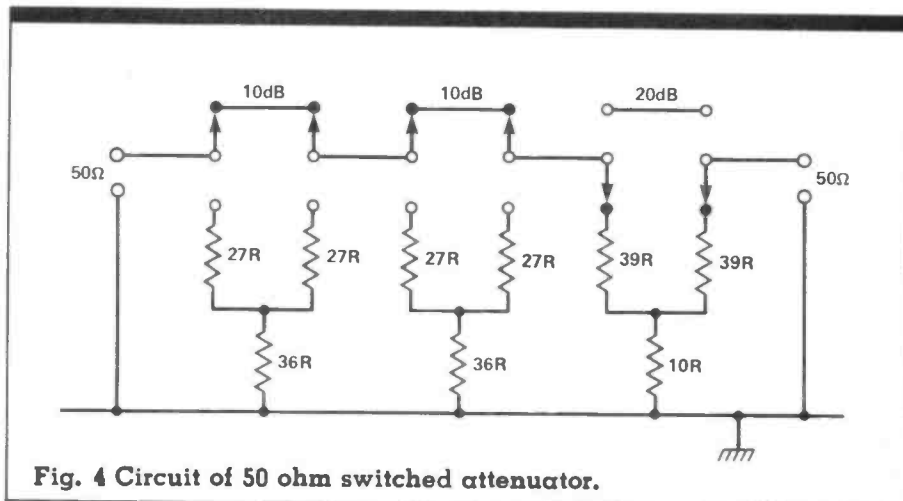 10dB 10dB 20dB
50Ω 50Ω
27R 27R 27R 27R 39R 39R
36R 36R 10R
Fig. 4 Circuit of 50 ohm switched attenuator.